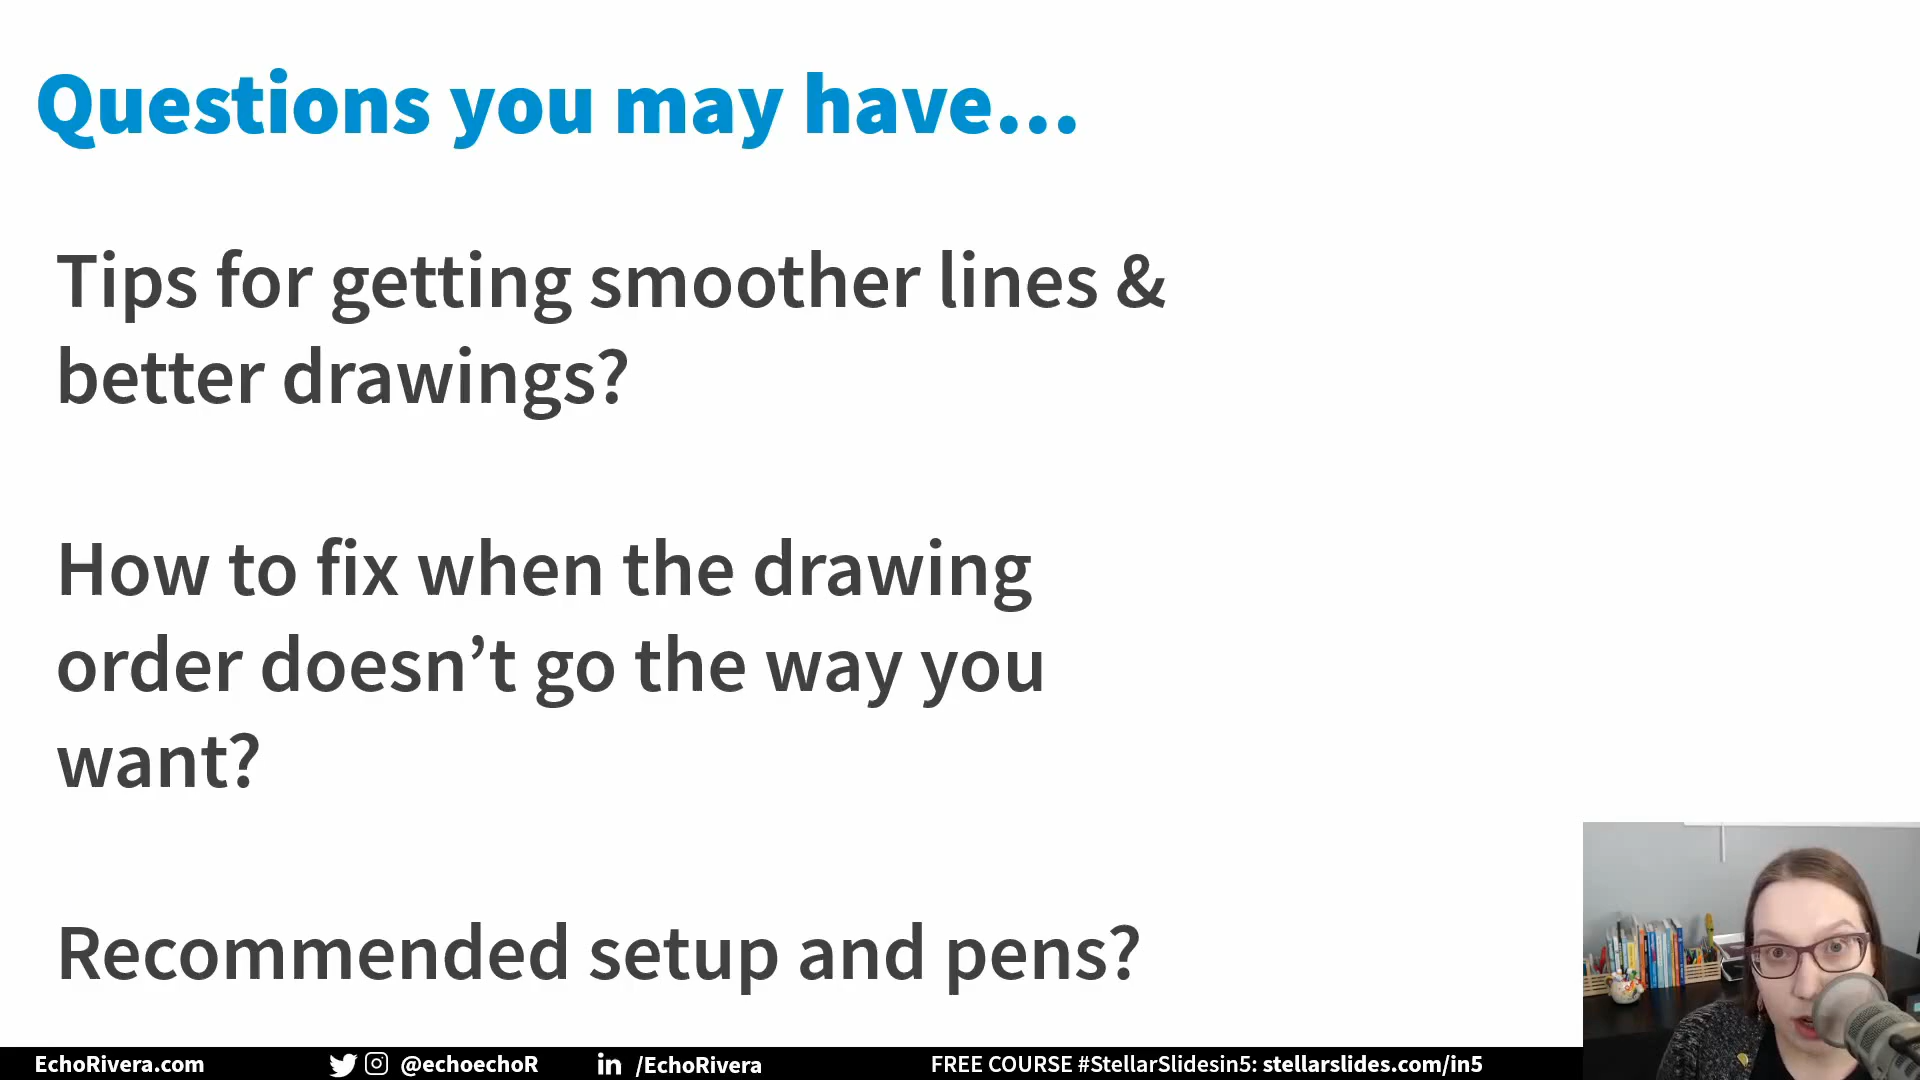 Questions you may have...
Tips for getting smoother lines &
better drawings?
How to fix when the drawing
order doesn’t go the way you
want?
Recommended setup and pens?
EchoRivera.com @echoechoR in /EchoRivera FREE COURSE #StellarSlidesin5: stellarslides.com/in5